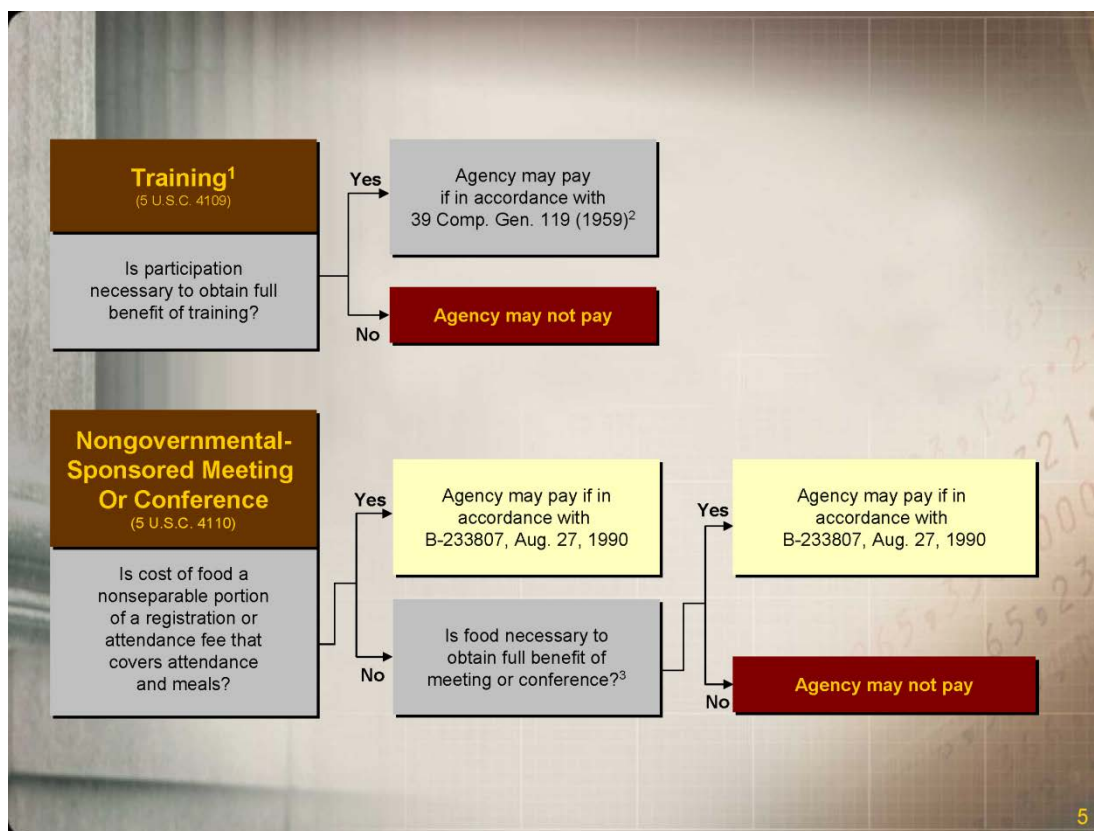 Training¹
(5 U.S.C. 4109)
Is participation
necessary to obtain full
benefit of training?
Yes
Agency may pay
if in accordance with
39 Comp. Gen. 119 (1959)²
No
Agency may not pay
Nongovernmental-
Sponsored Meeting
Or Conference
(5 U.S.C. 4110)
Is cost of food a
nonseparable portion
of a registration or
attendance fee that
covers attendance
and meals?
Yes
Agency may pay if in
accordance with
B-233807, Aug. 27, 1990
No
Is food necessary to
obtain full benefit of
meeting or conference?³
Yes
Agency may pay if in
accordance with
B-233807, Aug. 27, 1990
No
Agency may not pay
5